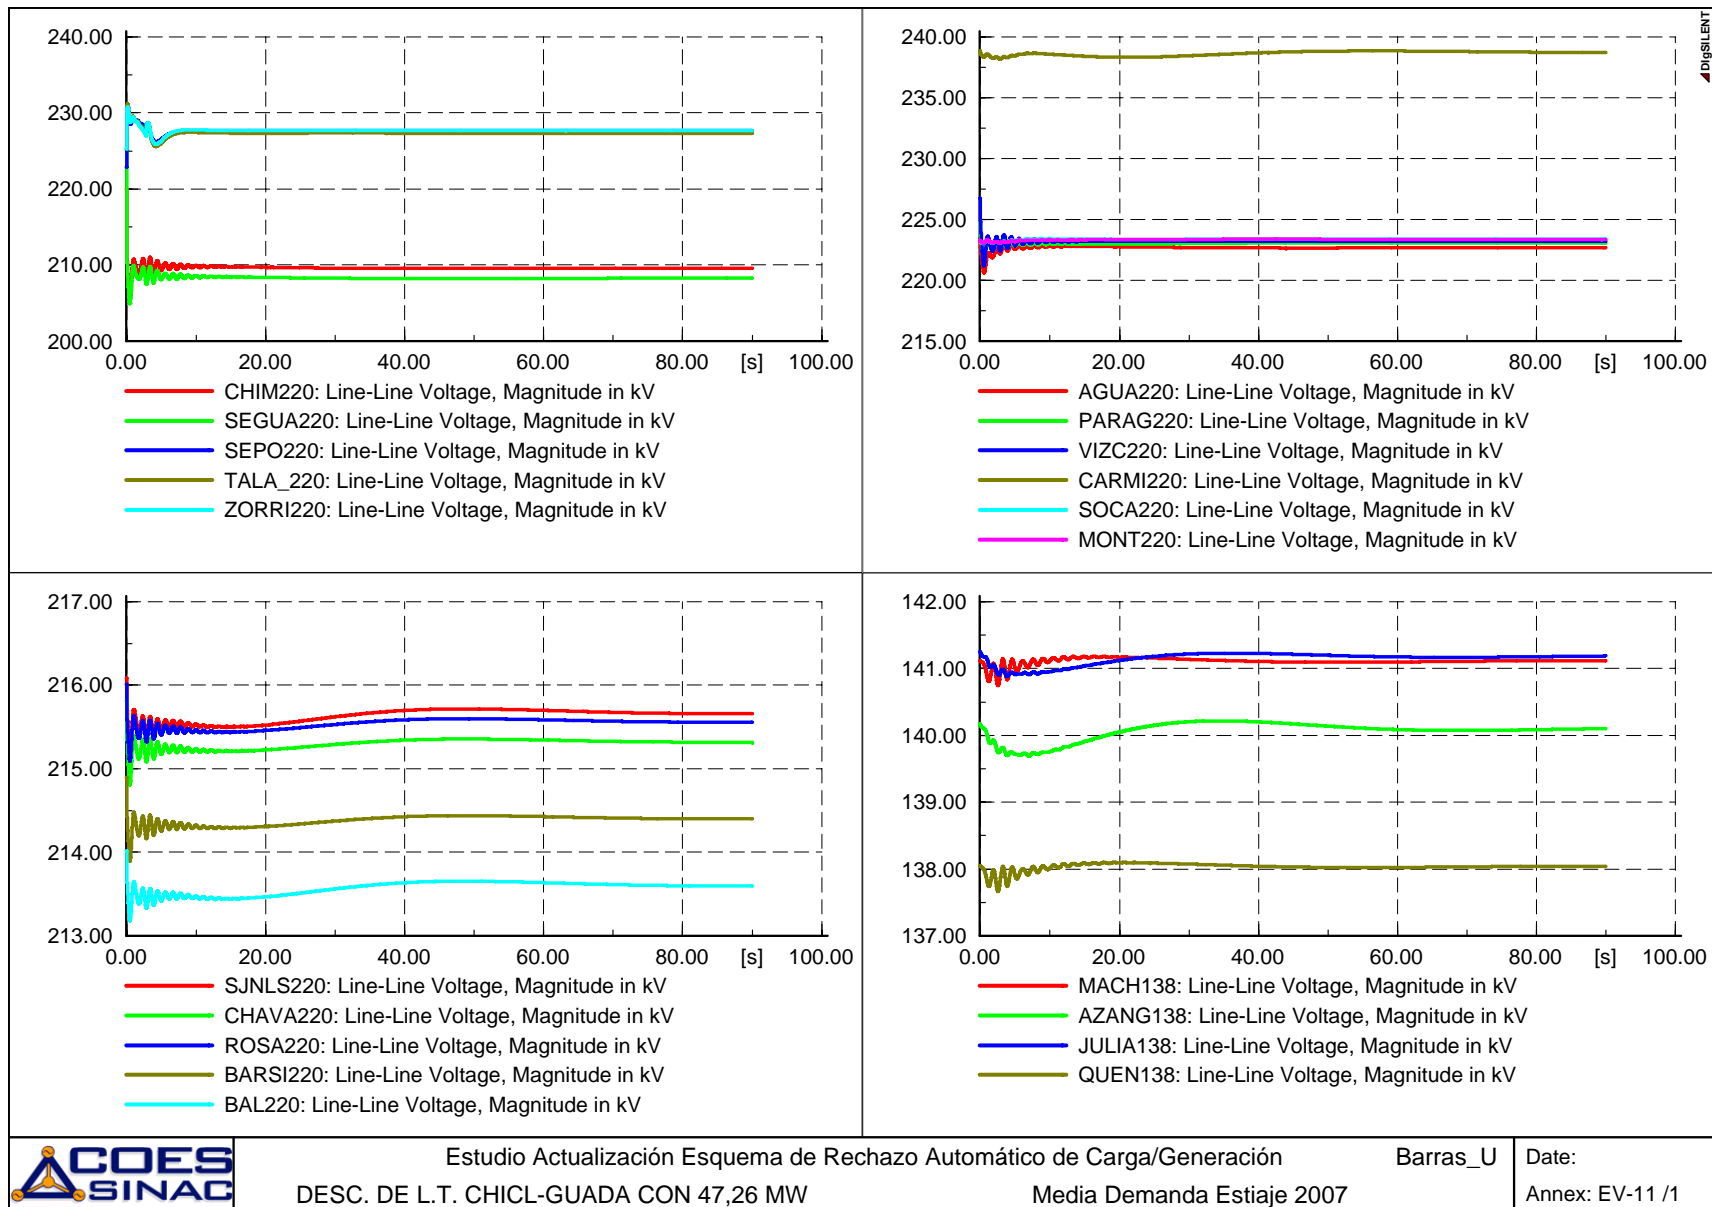 240.00
230.00
220.00
210.00
200.00
0.00 20.00 40.00 60.00 80.00 [s] 100.00
CHIM220: Line-Line Voltage, Magnitude in kV
SEGUA220: Line-Line Voltage, Magnitude in kV
SEPO220: Line-Line Voltage, Magnitude in kV
TALA_220: Line-Line Voltage, Magnitude in kV
ZORRI220: Line-Line Voltage, Magnitude in kV
240.00
235.00
230.00
225.00
220.00
215.00
0.00 20.00 40.00 60.00 80.00 [s] 100.00
AGUA220: Line-Line Voltage, Magnitude in kV
PARAG220: Line-Line Voltage, Magnitude in kV
VIZC220: Line-Line Voltage, Magnitude in kV
CARMI220: Line-Line Voltage, Magnitude in kV
SOCA220: Line-Line Voltage, Magnitude in kV
MONT220: Line-Line Voltage, Magnitude in kV
DIgSILENT
217.00
216.00
215.00
214.00
213.00
0.00 20.00 40.00 60.00 80.00 [s] 100.00
SJNLS220: Line-Line Voltage, Magnitude in kV
CHAVA220: Line-Line Voltage, Magnitude in kV
ROSA220: Line-Line Voltage, Magnitude in kV
BARSI220: Line-Line Voltage, Magnitude in kV
BAL220: Line-Line Voltage, Magnitude in kV
142.00
141.00
140.00
139.00
138.00
137.00
0.00 20.00 40.00 60.00 80.00 [s] 100.00
MACH138: Line-Line Voltage, Magnitude in kV
AZANG138: Line-Line Voltage, Magnitude in kV
JULIA138: Line-Line Voltage, Magnitude in kV
QUEN138: Line-Line Voltage, Magnitude in kV
COES
SINAC
Estudio Actualización Esquema de Rechazo Automático de Carga/Generación Barras_U
DESC. DE L.T. CHICL-GUADA CON 47,26 MW Media Demanda Estiaje 2007
Date:
Annex: EV-11 /1